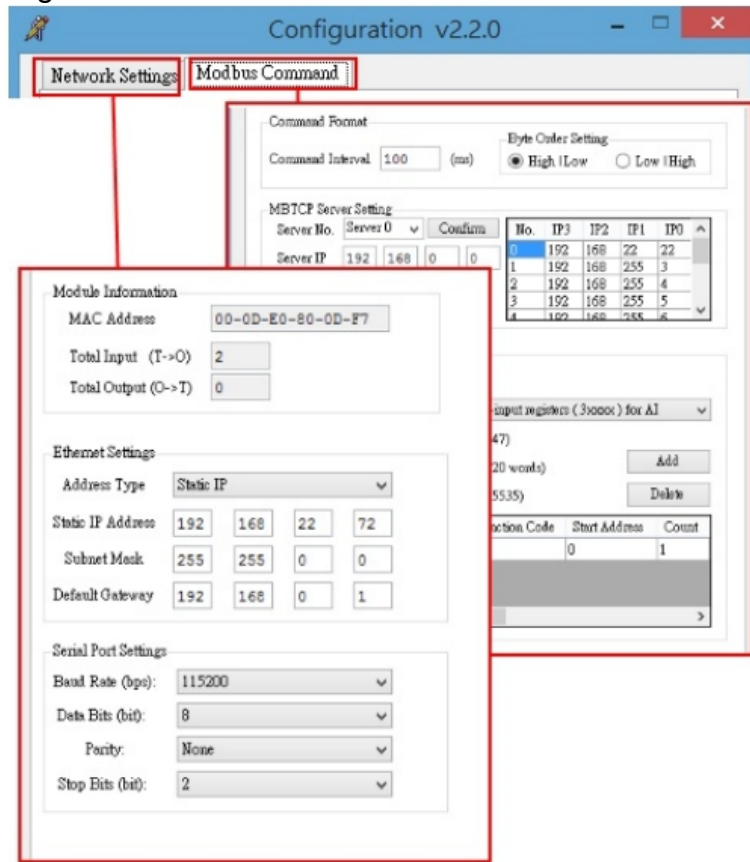 Configuration v2.2.0
Network Settings Modbus Command
Command Format
Command Interval 100 (ms)
Byte Order Setting
High | Low Low | High
MBTCP Server Setting
Server No. Server 0 Confirm
Server IP 192 168 0 0
No. IP3 IP2 IP1 IP0
0 192 168 22 22
1 192 168 255 3
2 192 168 255 4
3 192 168 255 5
4 192 168 255 6
input registers ( 3xxxx ) for AI
47)
20 words) Add
5535) Delete
ction Code Start Address Count
0 1
Module Information
MAC Address 00-0D-E0-80-0D-F7
Total Input (T->O) 2
Total Output (O->T) 0
Ethernet Settings
Address Type Static IP
Static IP Address 192 168 22 72
Subnet Mask 255 255 0 0
Default Gateway 192 168 0 1
Serial Port Settings
Baud Rate (bps): 115200
Data Bits (bit): 8
Parity: None
Stop Bits (bit): 2